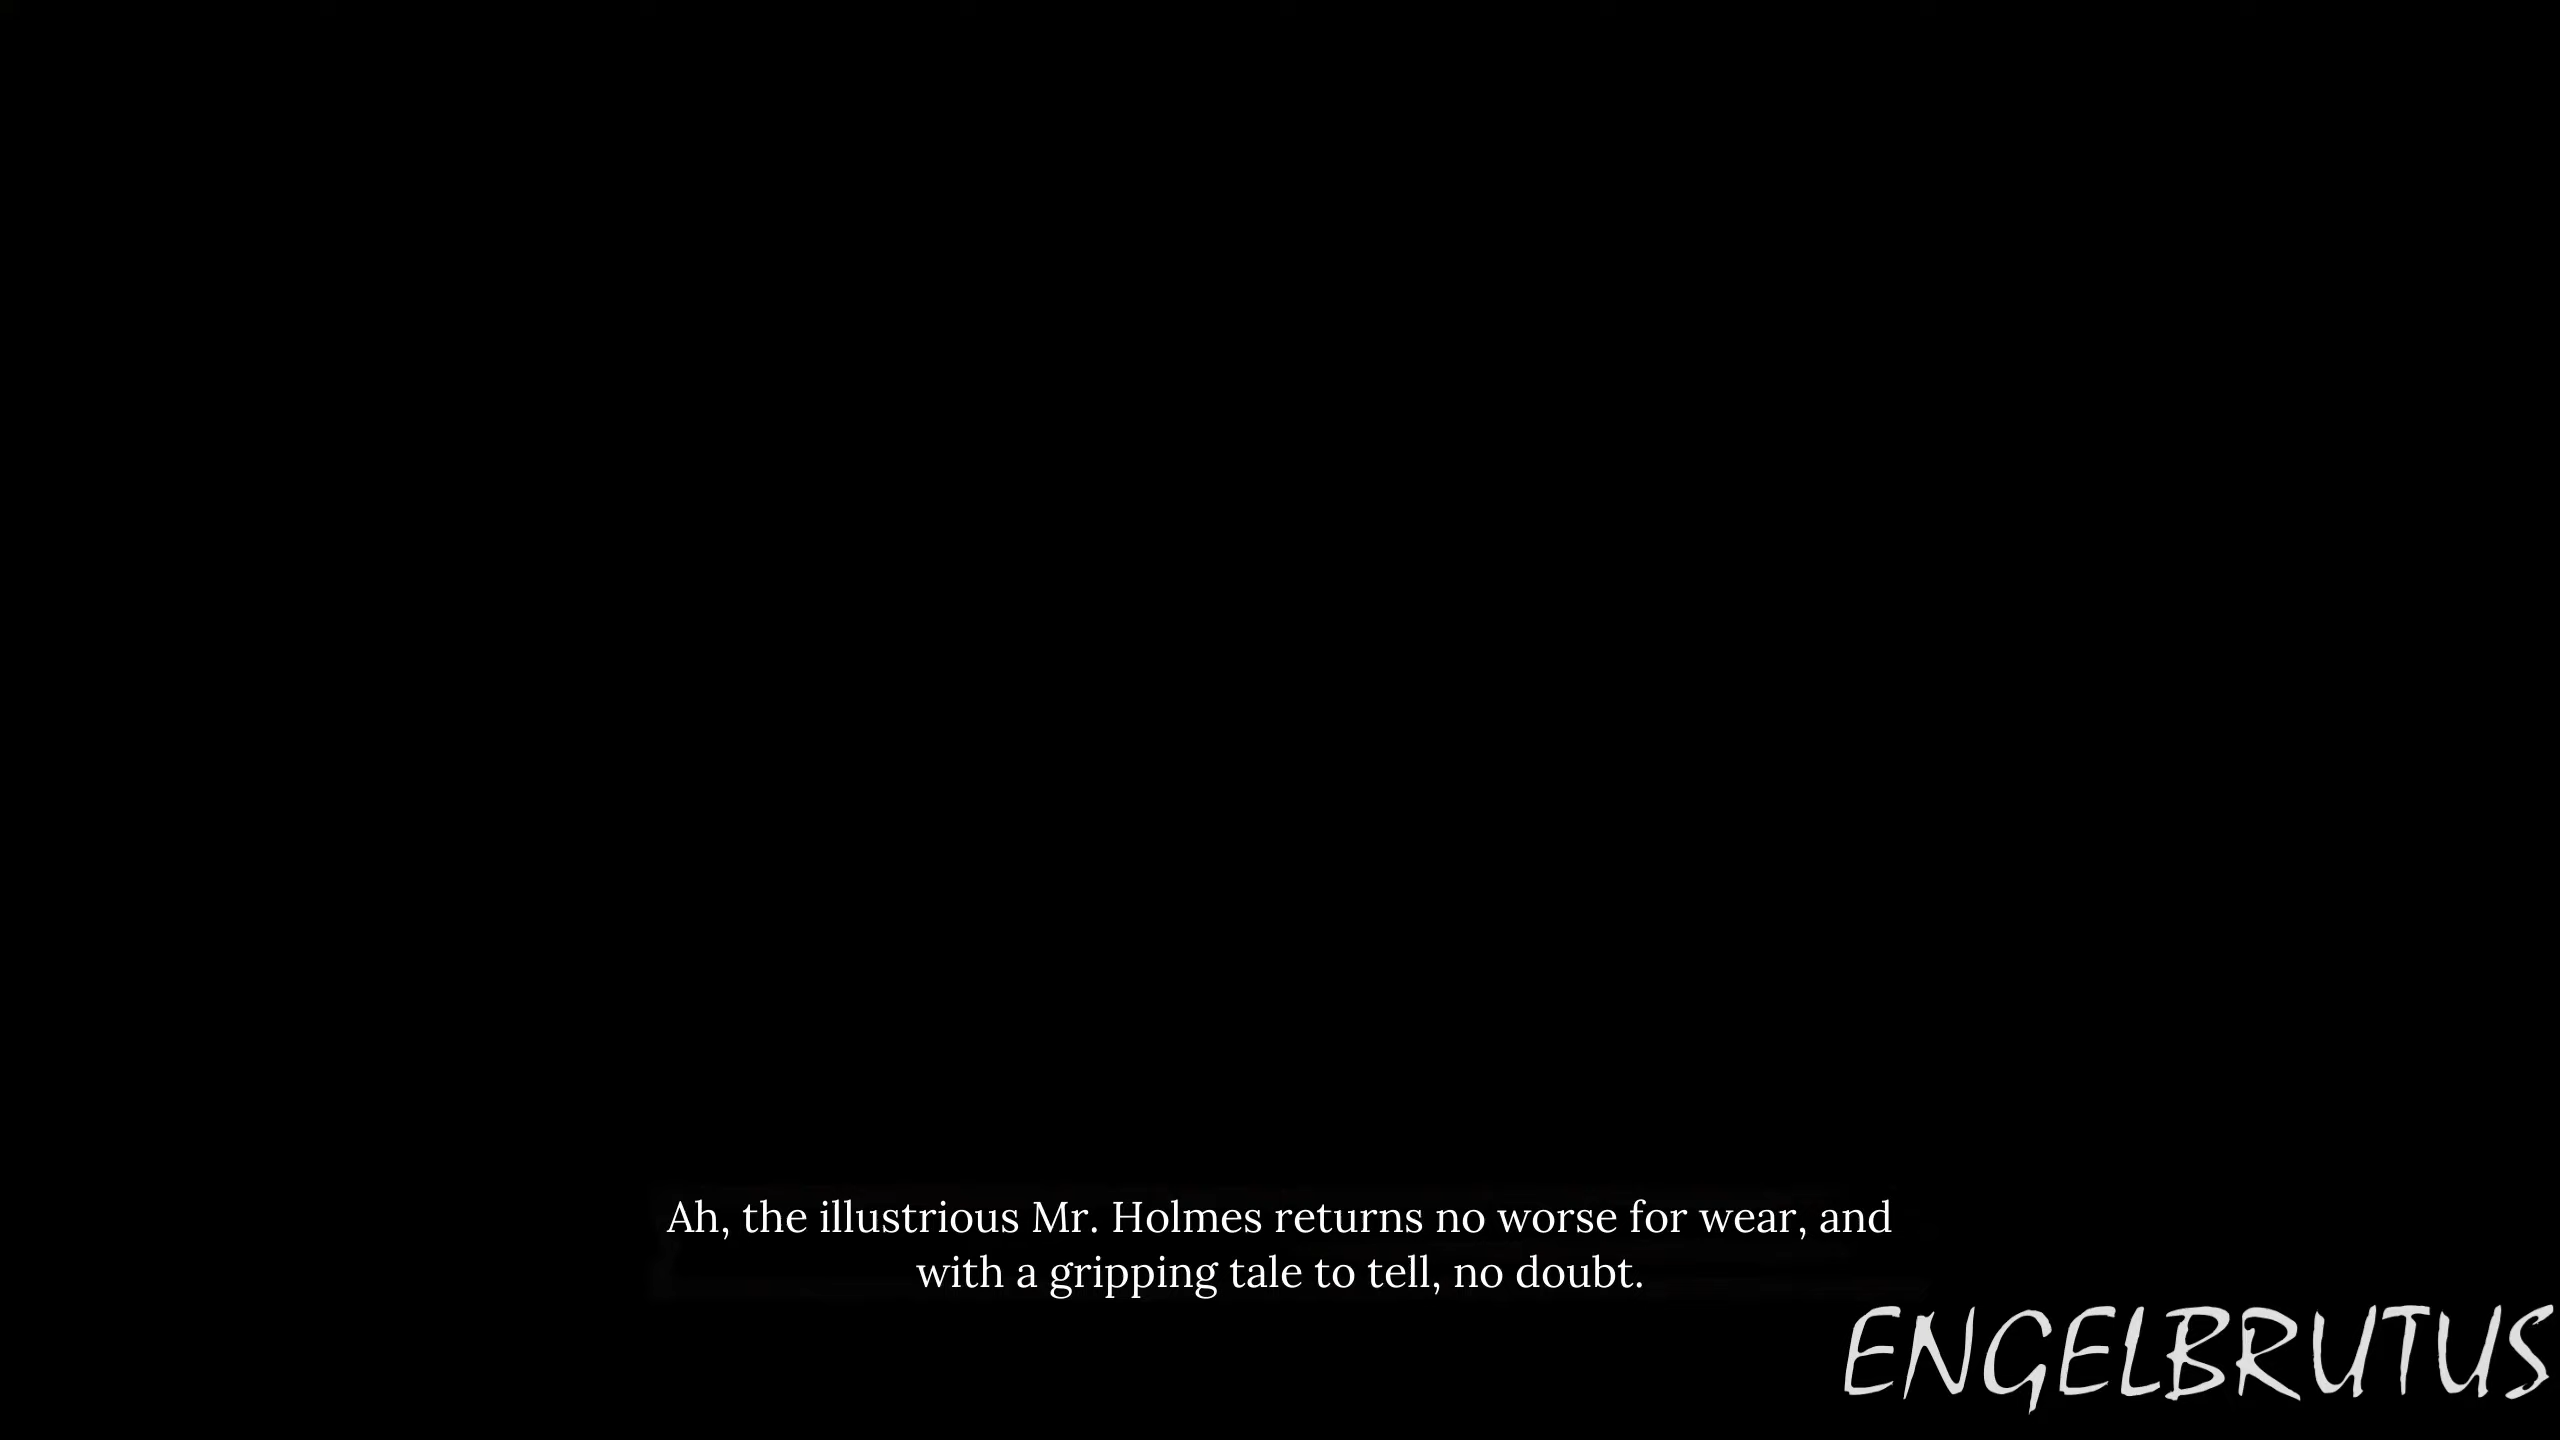 Ah, the illustrious Mr. Holmes returns no worse for wear, and
with a gripping tale to tell, no doubt.
ENGELBRUTUS